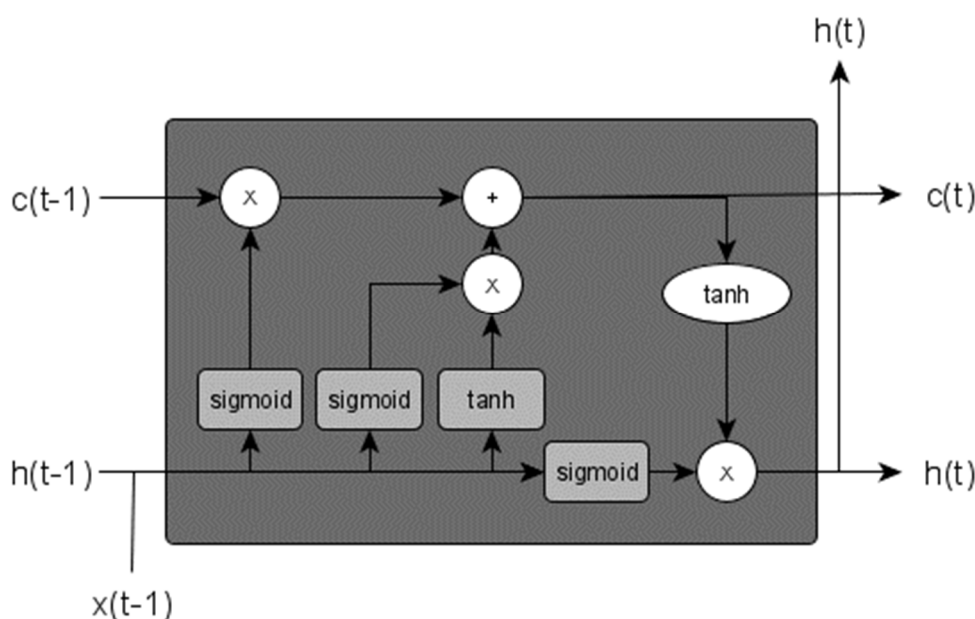 h(t)
c(t-1)
x
+
c(t)
x
tanh
sigmoid
sigmoid
tanh
h(t-1)
sigmoid
x
h(t)
x(t-1)